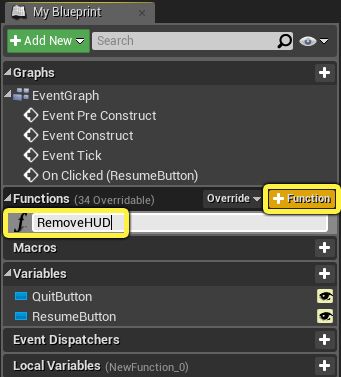 My Blueprint
Add New Search
Graphs
EventGraph
Event Pre Construct
Event Construct
Event Tick
On Clicked (ResumeButton)
Functions (34 Overridable) Override + Function
f RemoveHUD
Macros
Variables
QuitButton
ResumeButton
Event Dispatchers
Local Variables (NewFunction_0)